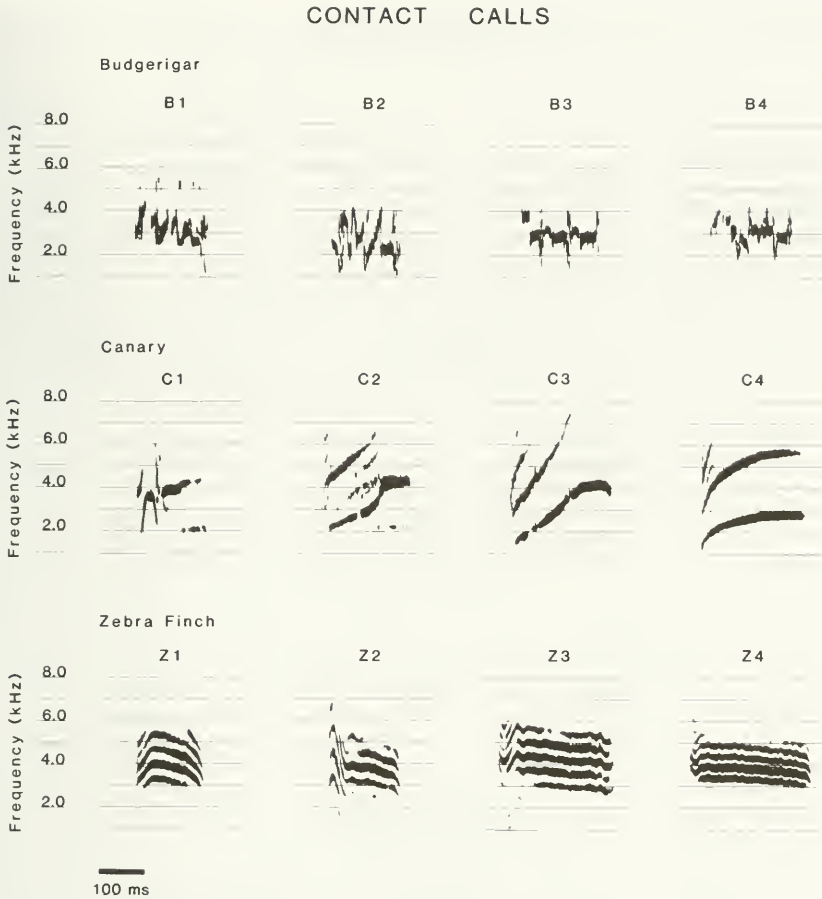 CONTACT CALLS
Budgerigar
B1 B2 B3 B4
Frequency (kHz)
8.0
6.0
4.0
2.0
Canary
C1 C2 C3 C4
Frequency (kHz)
8.0
6.0
4.0
2.0
Zebra Finch
Z1 Z2 Z3 Z4
Frequency (kHz)
8.0
6.0
4.0
2.0
100 ms